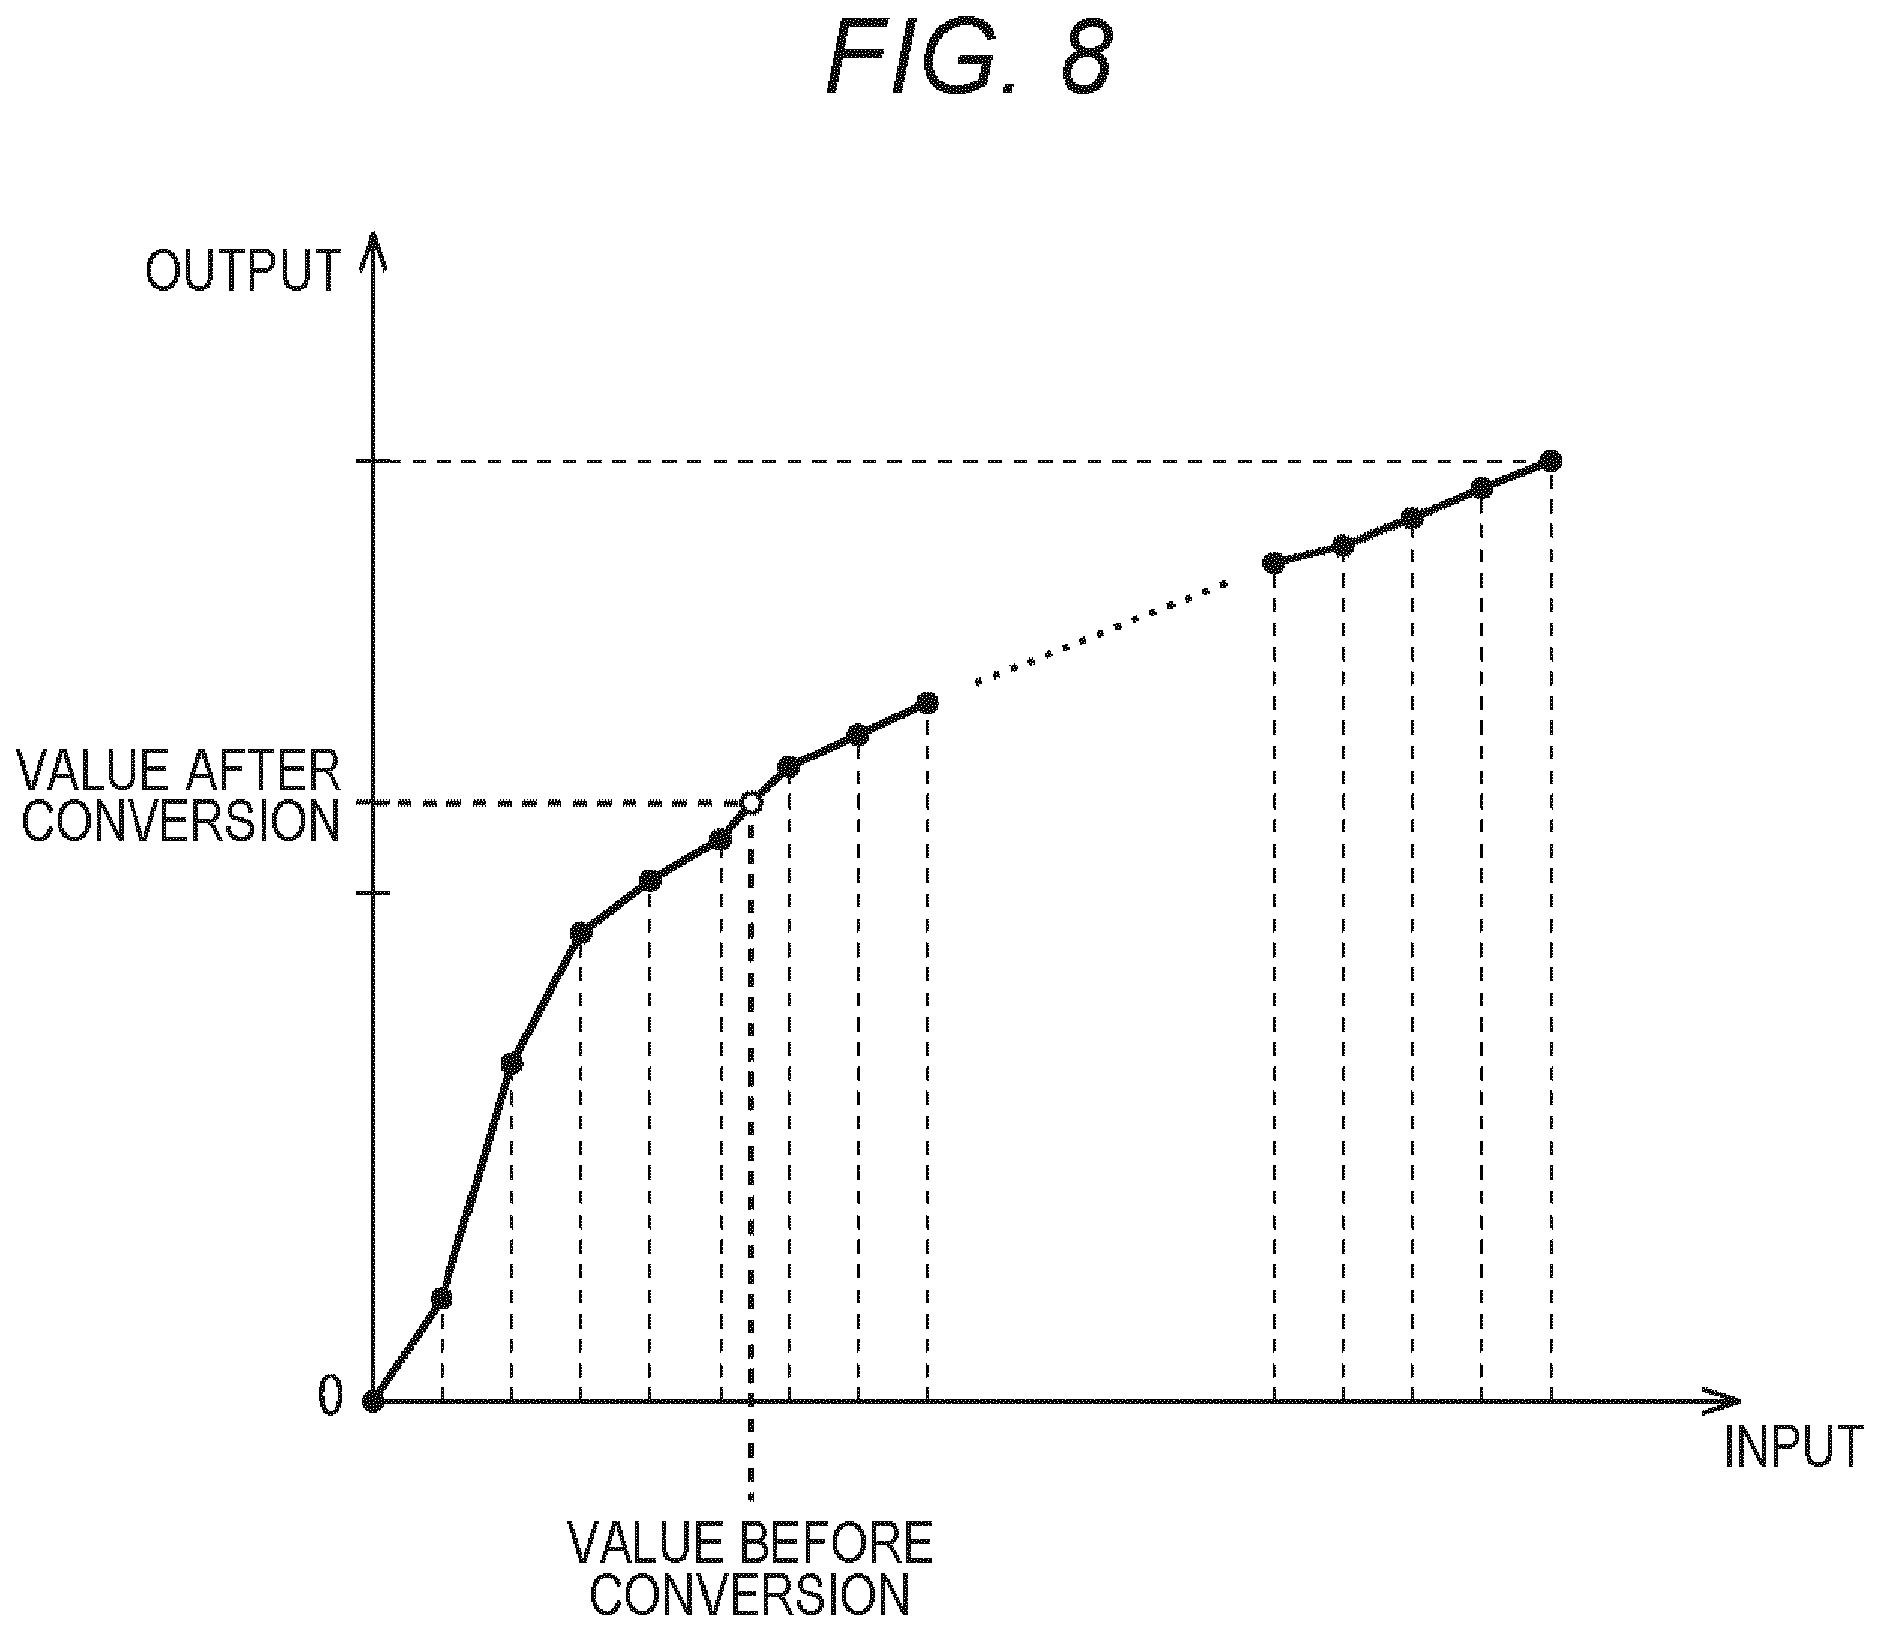 FIG. 8
OUTPUT
VALUE AFTER
CONVERSION
0
INPUT
VALUE BEFORE
CONVERSION